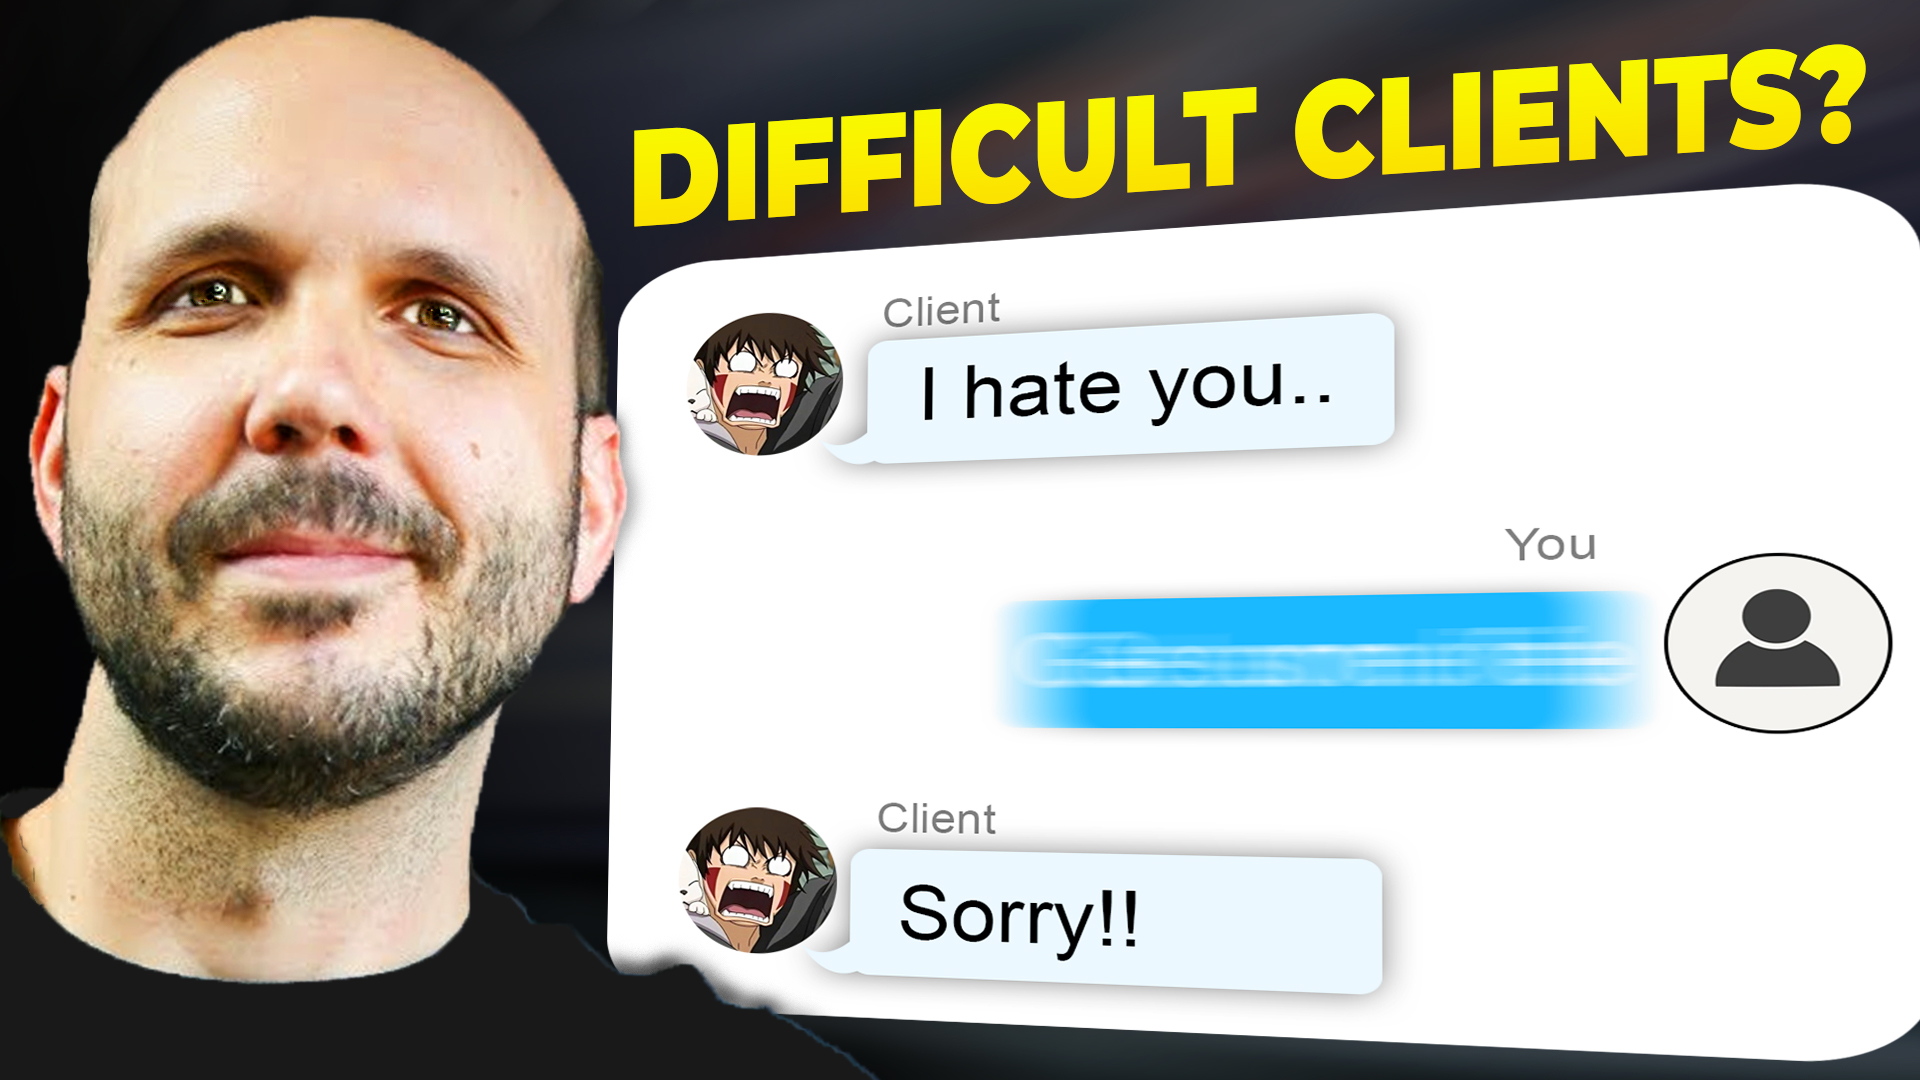 DIFFICULT CLIENTS?
Client
I hate you..
You
Client
Sorry!!